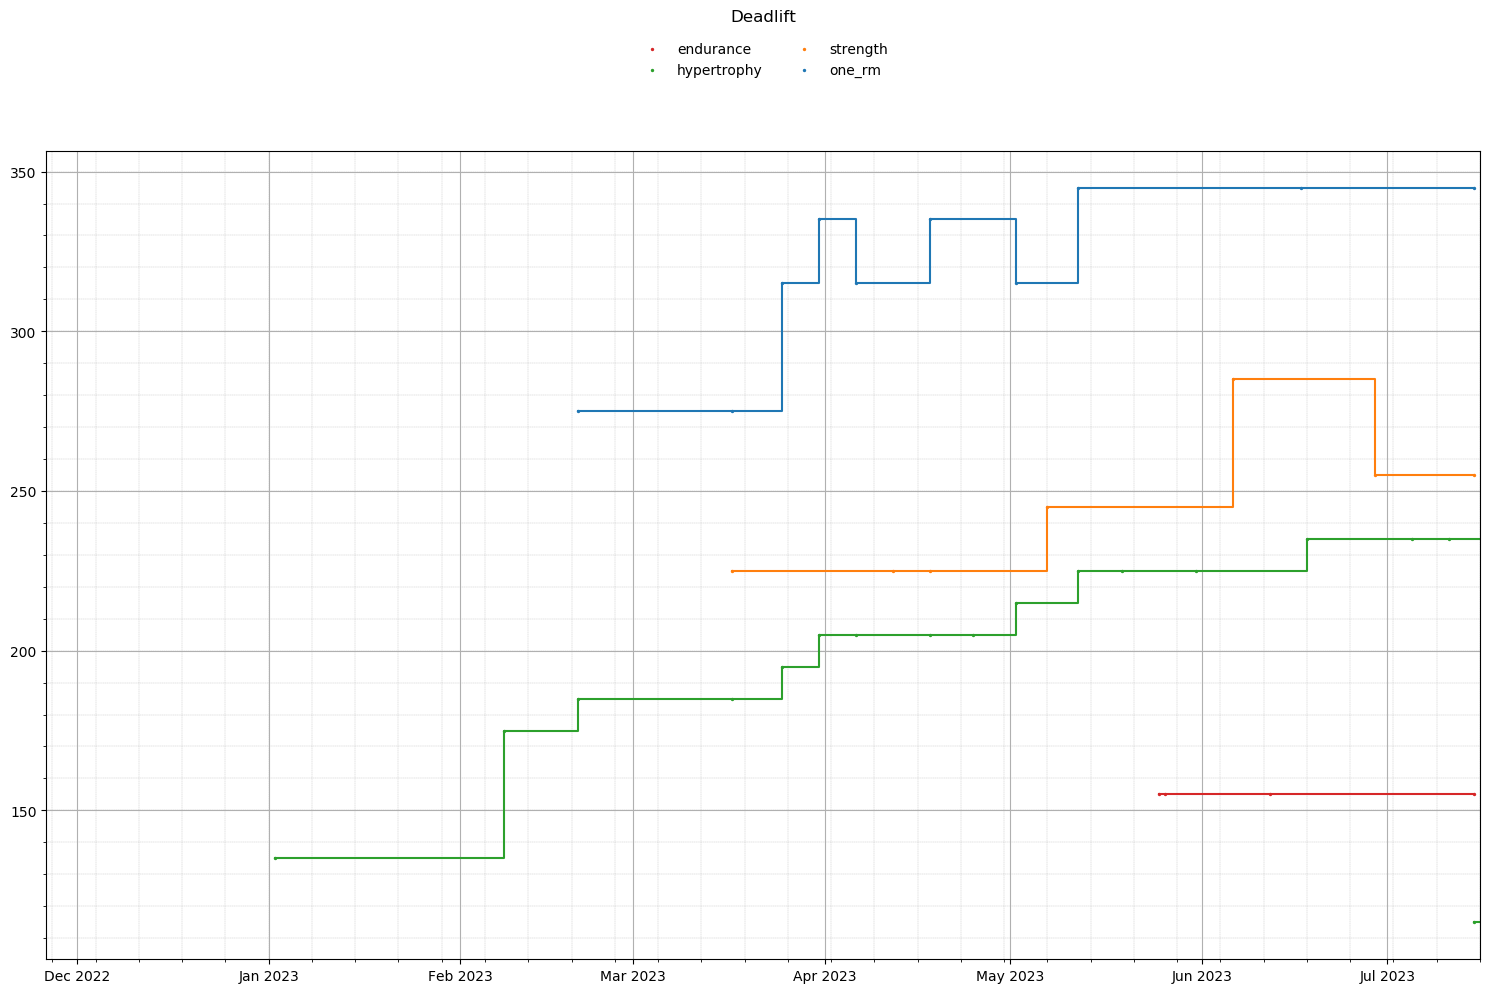 Deadlift
endurance strength
hypertrophy one_rm
350
300
250
200
150
Dec 2022 Jan 2023 Feb 2023 Mar 2023 Apr 2023 May 2023 Jun 2023 Jul 2023